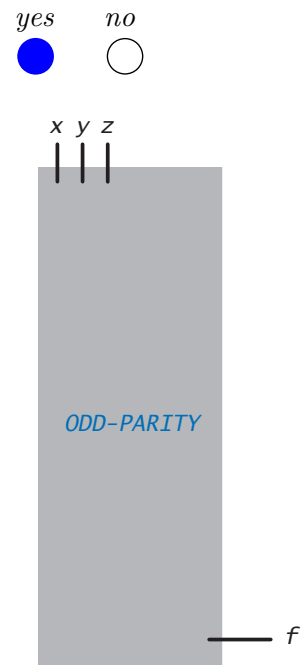 yes no
x y z
ODD-PARITY
f